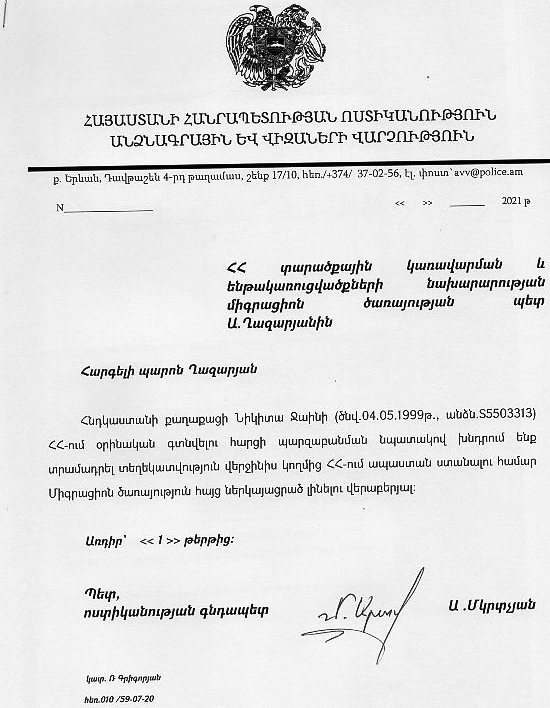 ՀԱՅԱՍՏԱՆԻ ՀԱՆՐԱՊԵՏՈՒԹՅԱՆ ՈՍՏԻԿԱՆՈՒԹՅՈՒՆ
ԱՆՁՆԱԳՐԱՅԻՆ ԵՎ ՎԻԶԱՆԵՐԻ ՎԱՐՉՈՒԹՅՈՒՆ
ք. Երևան, Դավթաշեն 4-րդ թաղամաս, շենք 17/10, հեռ./+374/ 37-02-56, էլ. փոստ՝avv@police.am
N_______________ << >> ______ 2021 թ
ՀՀ տարածքային կառավարման և
ենթակառուցվածքների նախարարության
միգրացիոն ծառայության պետ
Ա.Ղազարյանին
Հարգելի պարոն Ղազարյան
Հնդկաստանի քաղաքացի Նիկիտա Ջաինի (ծնվ.04.05.1999թ., անձն.S5503313)
ՀՀ-ում օրինական գտնվելու հարցի պարզաբանման նպատակով խնդրում ենք
տրամադրել տեղեկատվություն վերջինիս կողմից ՀՀ-ում ապաստան ստանալու համար
Միգրացիոն ծառայություն հայց ներկայացրած լինելու վերաբերյալ:
Առդիր՝ << 1 >> թերթից:
Պետ,
ոստիկանության գնդապետ Ա .Մկրտչյան
կատ. Ռ Գրիգորյան
հեռ.010 /59-07-20